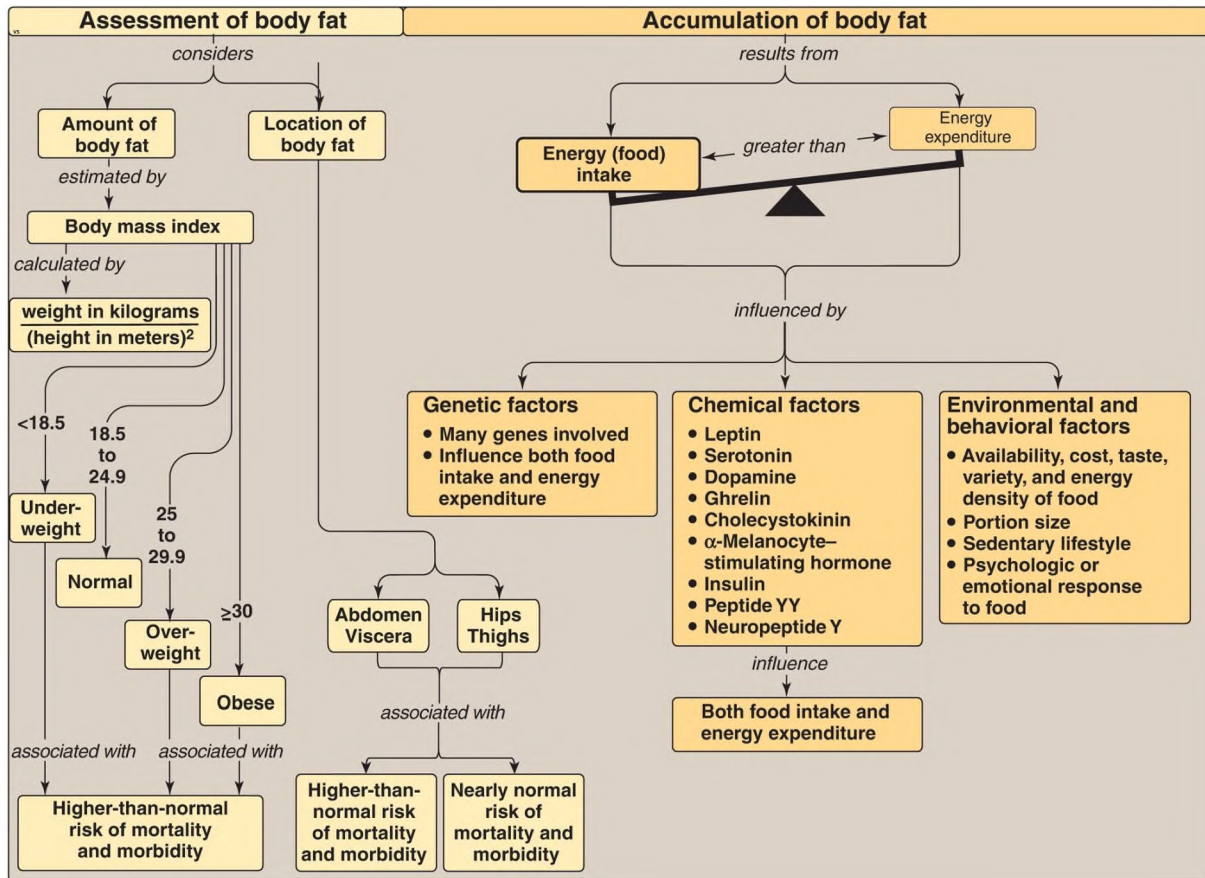 Assessment of body fat
Accumulation of body fat
considers
Amount of
body fat
Location of
body fat
estimated by
Body mass index
calculated by
weight in kilograms
(height in meters)²
<18.5
18.5
to
24.9
25
to
29.9
≥30
Under-
weight
Normal
Over-
weight
Obese
associated with
associated with
Higher-than-normal
risk of mortality
and morbidity
Abdomen
Viscera
Hips
Thighs
associated with
Higher-than-
normal risk
of mortality
and morbidity
Nearly normal
risk of
mortality and
morbidity
results from
Energy (food)
intake
greater than
Energy
expenditure
influenced by
Genetic factors
• Many genes involved
• Influence both food
intake and energy
expenditure
Chemical factors
• Leptin
• Serotonin
• Dopamine
• Ghrelin
• Cholecystokinin
• α-Melanocyte–
stimulating hormone
• Insulin
• Peptide YY
• Neuropeptide Y
influence
Both food intake and
energy expenditure
Environmental and
behavioral factors
• Availability, cost, taste,
variety, and energy
density of food
• Portion size
• Sedentary lifestyle
• Psychologic or
emotional response
to food